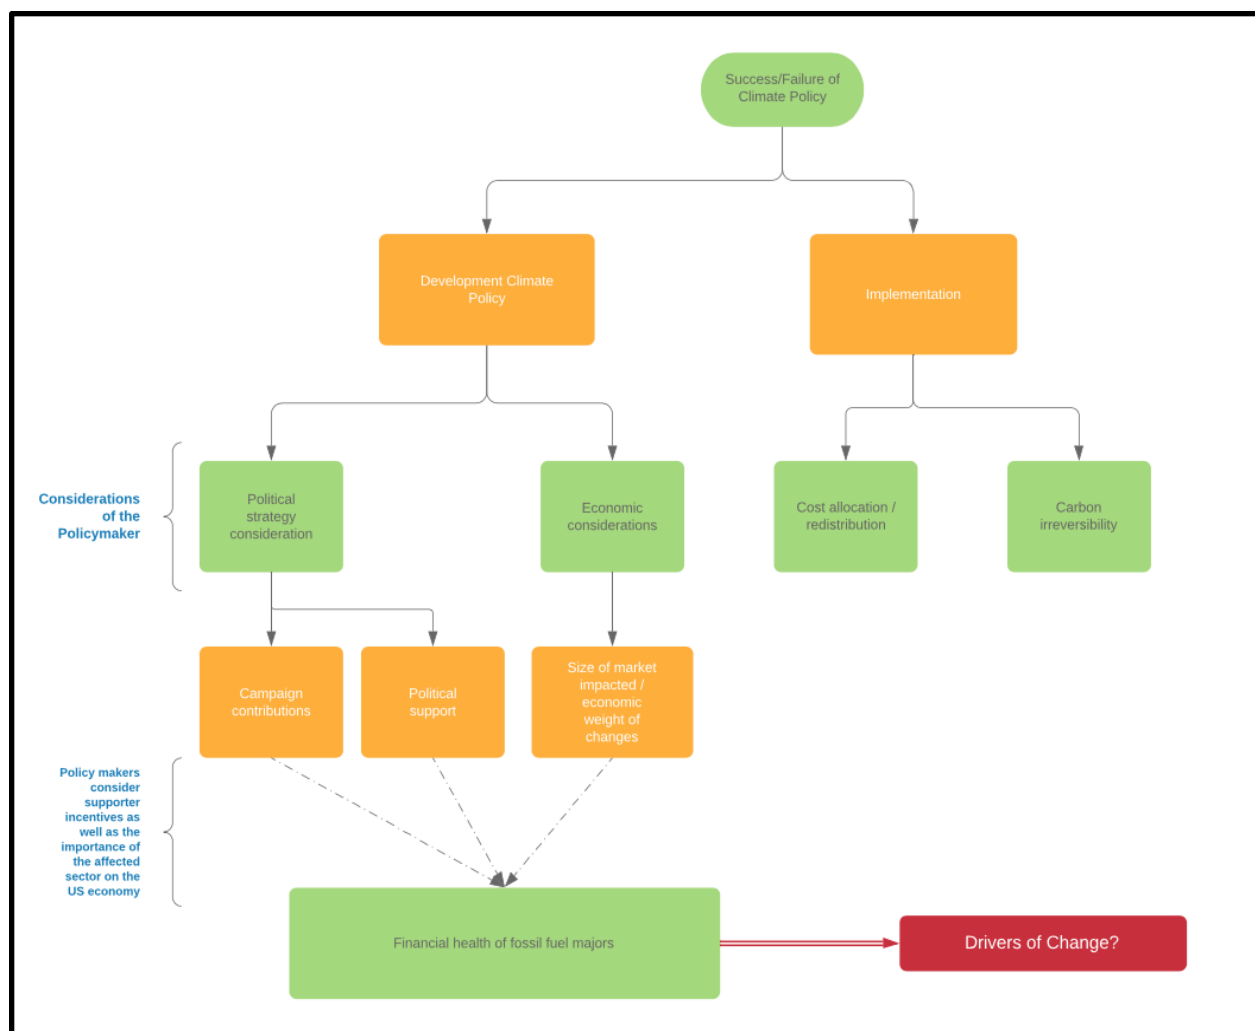 Success/Failure of
Climate Policy
Development Climate
Policy
Implementation
Considerations
of the
Policymaker
Political
strategy
consideration
Economic
considerations
Cost allocation /
redistribution
Carbon
irreversibility
Campaign
contributions
Political
support
Size of market
impacted /
economic
weight of
changes
Policy makers
consider
supporter
incentives as
well as the
importance of
the affected
sector on the
US economy
Financial health of fossil fuel majors
Drivers of Change?